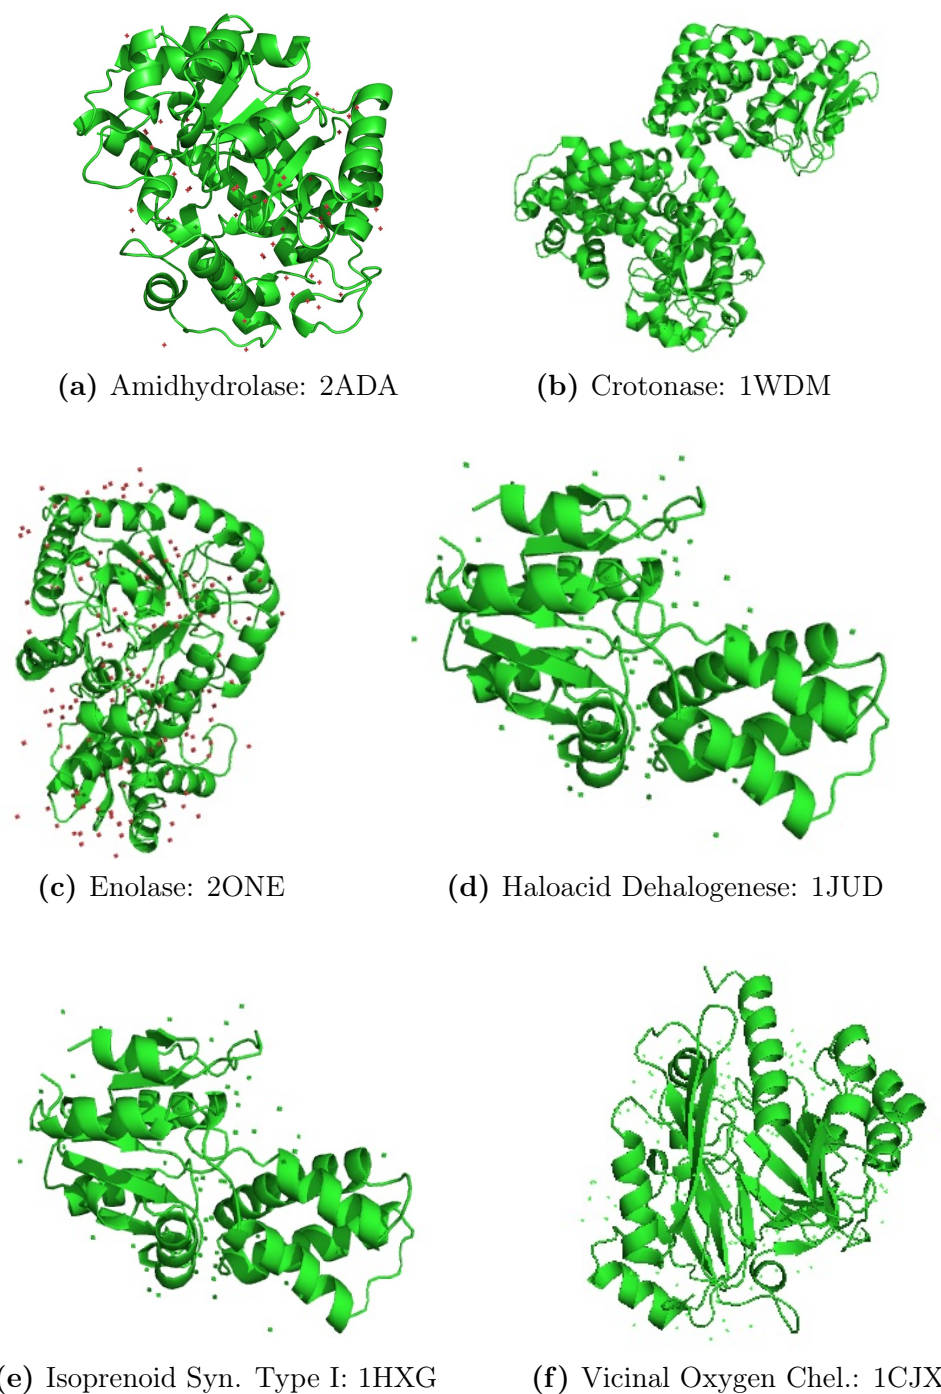 (a) Amidhydrolase: 2ADA
(b) Crotonase: 1WDM
(c) Enolase: 2ONE
(d) Haloacid Dehalogenese: 1JUD
(e) Isoprenoid Syn. Type I: 1HXG
(f) Vicinal Oxygen Chel.: 1CJX